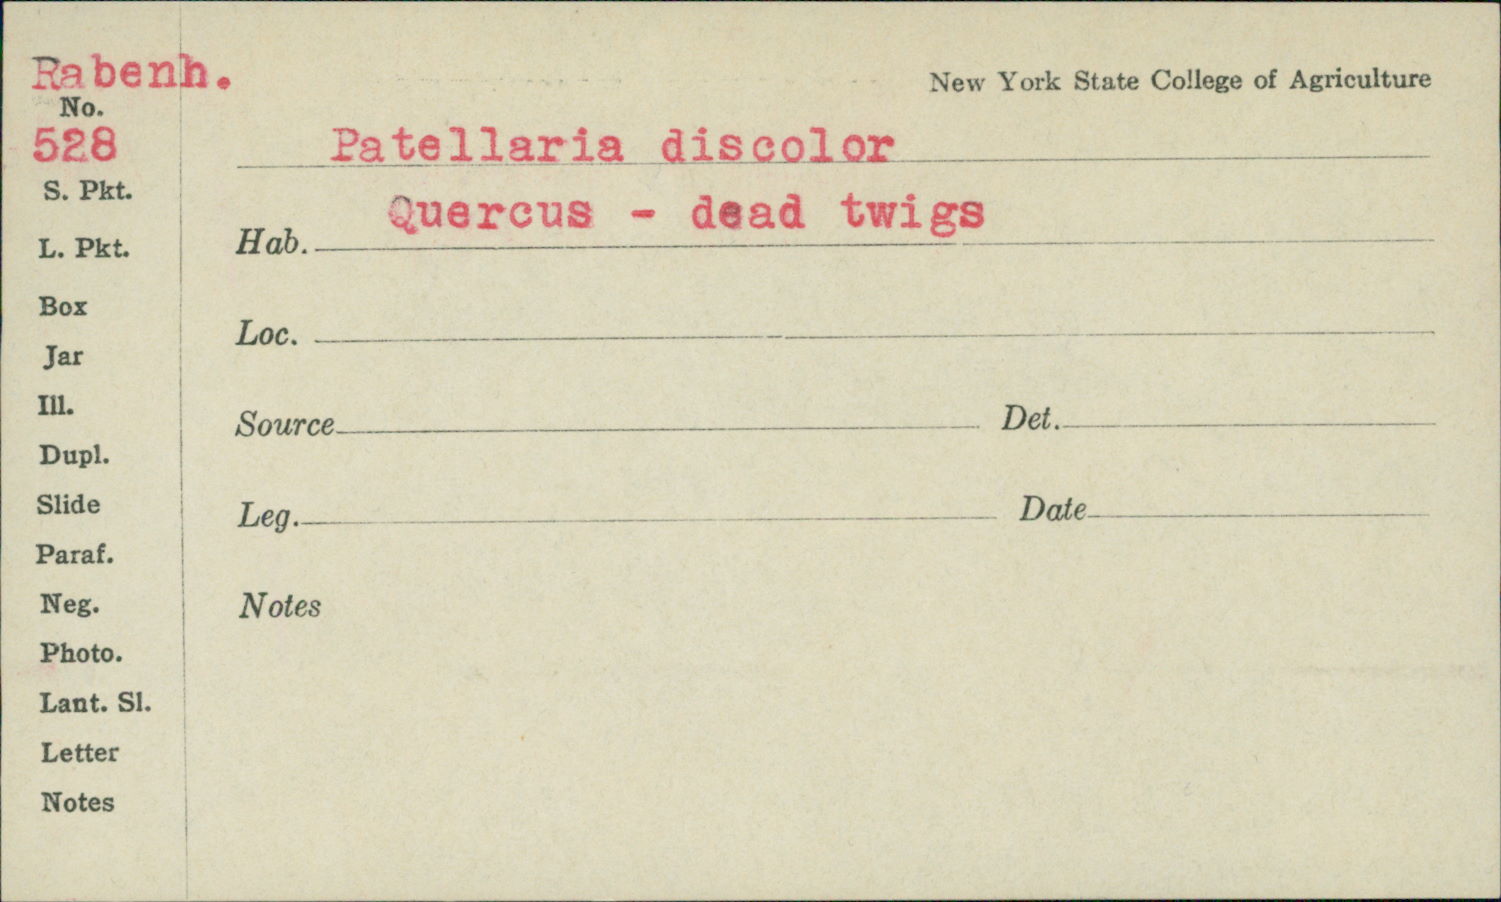 Rabenh.
New York State College of Agriculture
No.
528
Patellaria discolor
S. Pkt.
Quercus - dead twigs
Hab.
L. Pkt.
Box
Loc.
Jar
Ill.
Source
Det.
Dupl.
Slide
Leg.
Date
Paraf.
Neg.
Notes
Photo.
Lant. Sl.
Letter
Notes